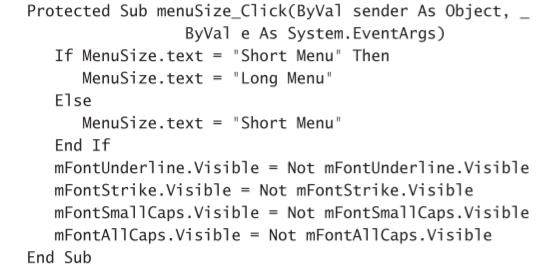 Protected Sub menuSize_Click(ByVal sender As Object, _
                    ByVal e As System.EventArgs)
   If MenuSize.text = "Short Menu" Then
      MenuSize.text = "Long Menu"
   Else
      MenuSize.text = "Short Menu"
   End If
   mFontUnderline.Visible = Not mFontUnderline.Visible
   mFontStrike.Visible = Not mFontStrike.Visible
   mFontSmallCaps.Visible = Not mFontSmallCaps.Visible
   mFontAllCaps.Visible = Not mFontAllCaps.Visible
End Sub